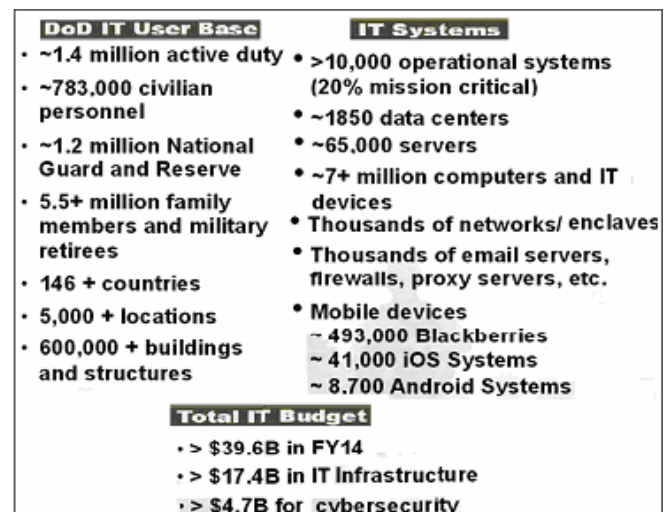 DoD IT User Base
· ~1.4 million active duty
· ~783,000 civilian
personnel
· ~1.2 million National
Guard and Reserve
· 5.5+ million family
members and military
retirees
· 146 + countries
· 5,000 + locations
· 600,000 + buildings
and structures
IT Systems
• >10,000 operational systems
(20% mission critical)
• ~1850 data centers
• ~65,000 servers
• ~7+ million computers and IT
devices
• Thousands of networks/ enclaves
• Thousands of email servers,
firewalls, proxy servers, etc.
• Mobile devices
~ 493,000 Blackberries
~ 41,000 iOS Systems
~ 8,700 Android Systems
Total IT Budget
· > $39.6B in FY14
· > $17.4B in IT Infrastructure
· > $4.7B for cybersecurity